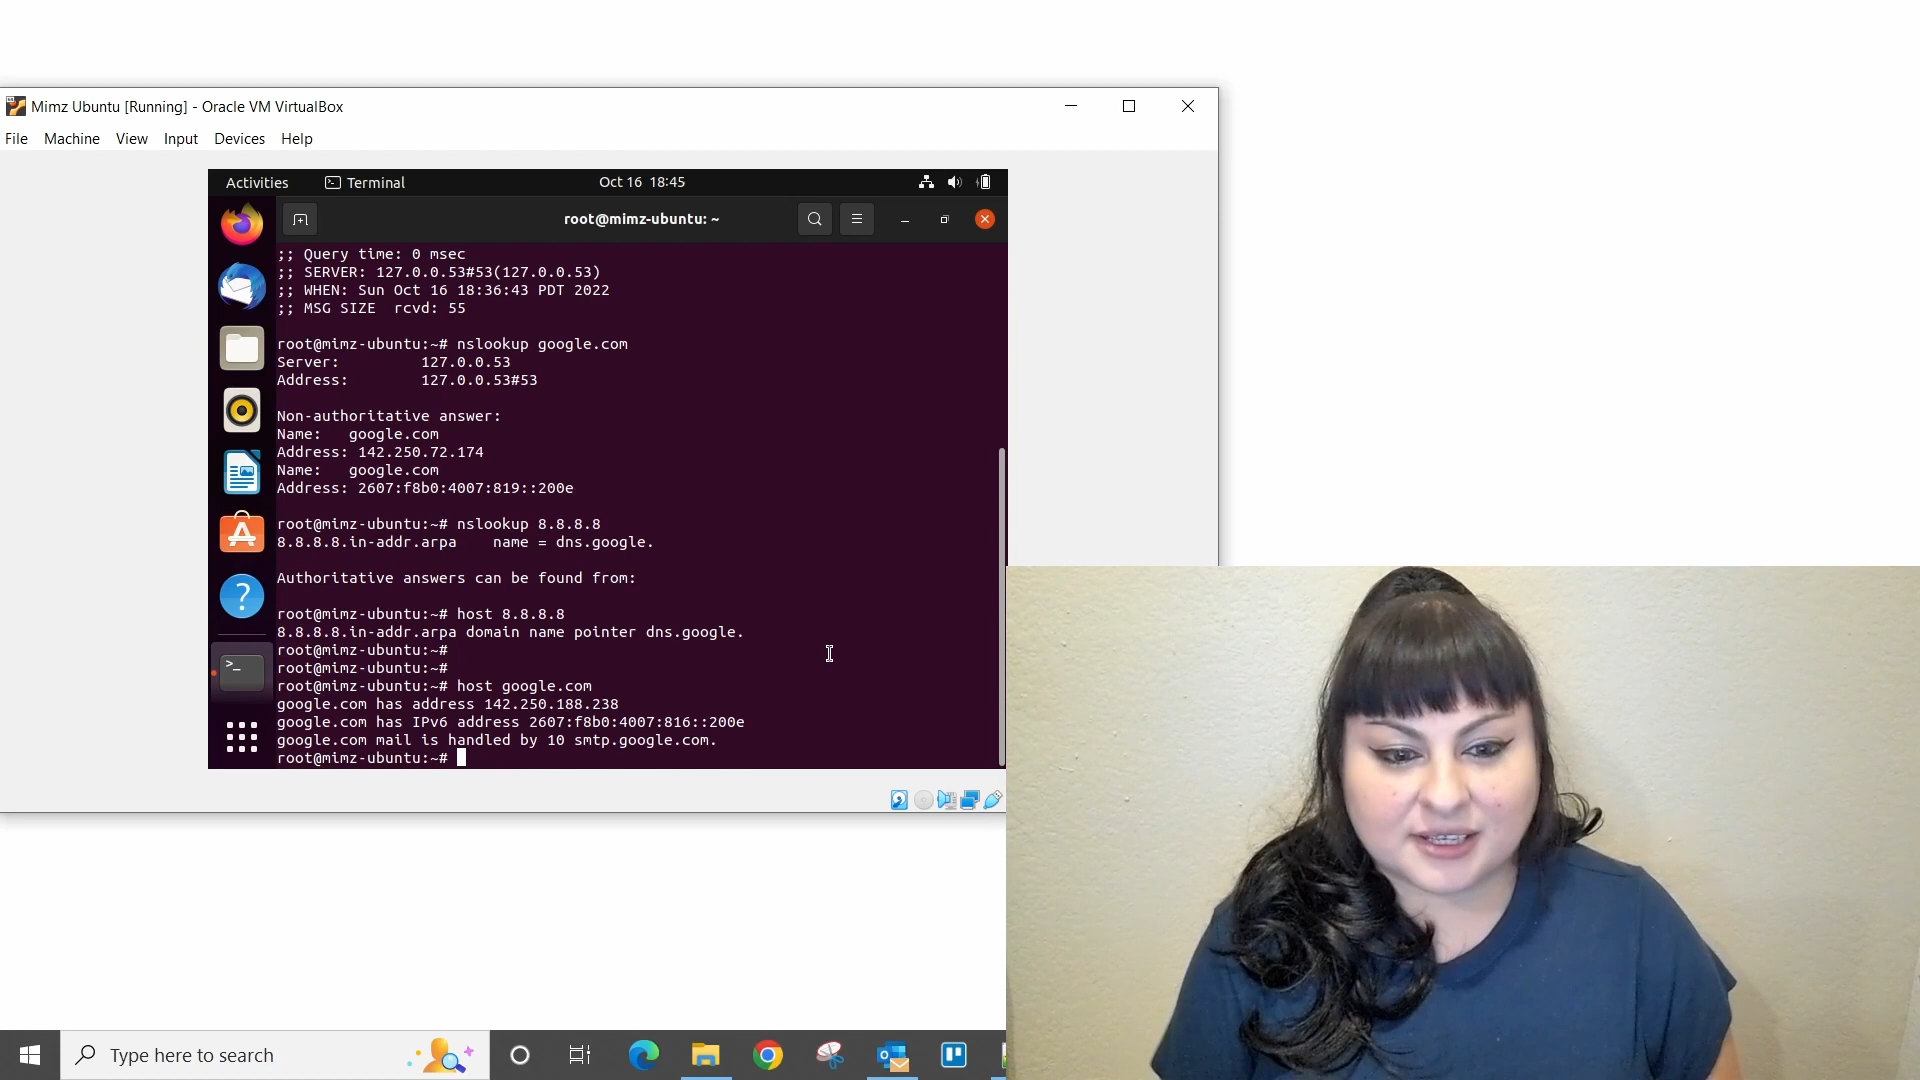 Mimz Ubuntu [Running] - Oracle VM VirtualBox
File Machine View Input Devices Help
Activities Terminal Oct 16 18:45
root@mimz-ubuntu: ~
;; Query time: 0 msec
;; SERVER: 127.0.0.53#53(127.0.0.53)
;; WHEN: Sun Oct 16 18:36:43 PDT 2022
;; MSG SIZE  rcvd: 55
root@mimz-ubuntu:~# nslookup google.com
Server:         127.0.0.53
Address:        127.0.0.53#53
Non-authoritative answer:
Name:   google.com
Address: 142.250.72.174
Name:   google.com
Address: 2607:f8b0:4007:819::200e
root@mimz-ubuntu:~# nslookup 8.8.8.8
8.8.8.8.in-addr.arpa    name = dns.google.
Authoritative answers can be found from:
root@mimz-ubuntu:~# host 8.8.8.8
8.8.8.8.in-addr.arpa domain name pointer dns.google.
root@mimz-ubuntu:~#
root@mimz-ubuntu:~#
root@mimz-ubuntu:~# host google.com
google.com has address 142.250.188.238
google.com has IPv6 address 2607:f8b0:4007:816::200e
google.com mail is handled by 10 smtp.google.com.
root@mimz-ubuntu:~#
Type here to search